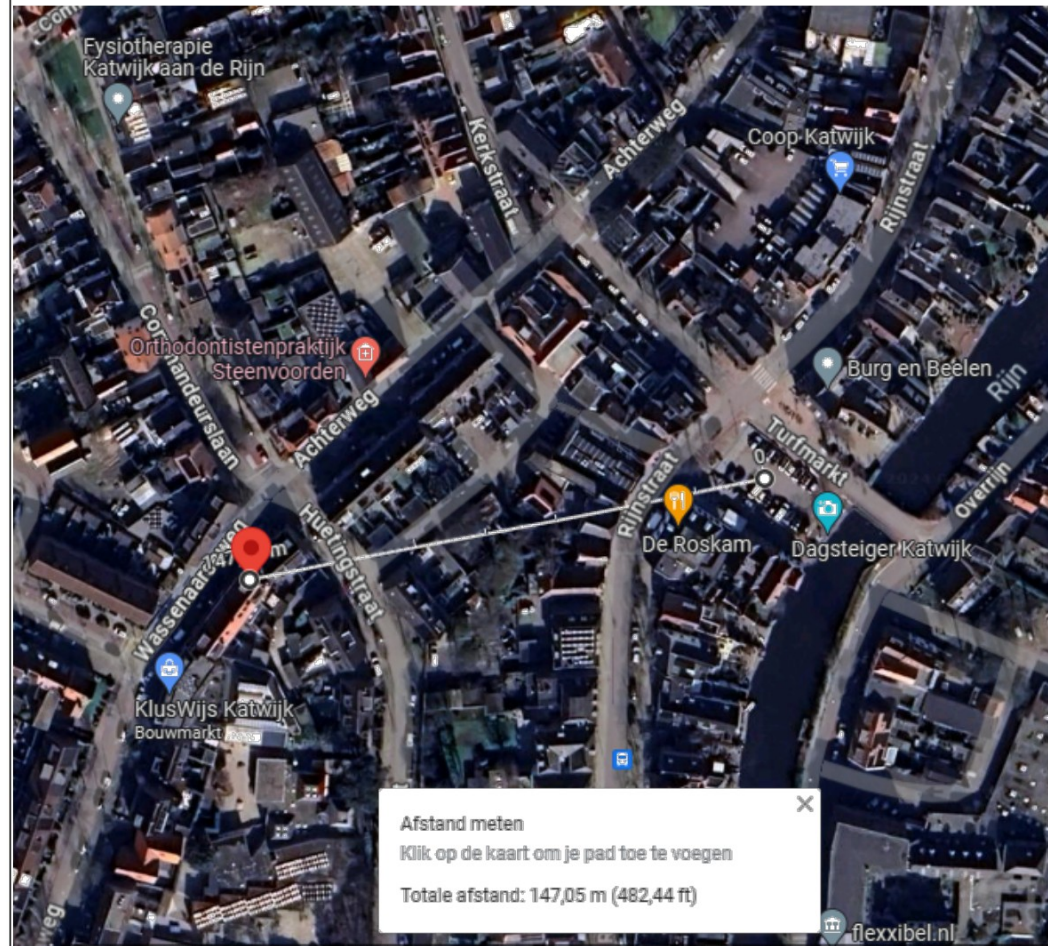 Fysiotherapie
Katwijk aan de Rijn
Kerkstraat
Achterweg
Coop Katwijk
Rijnstraat
Commandeurslaan
Orthodontistenpraktijk
Steenvoorden
Achterweg
Burg en Beelen
Rijn
Turfmarkt
0
Overrijn
Rijnstraat
De Roskam
Dagsteiger Katwijk
Huetingstraat
KlusWijs Katwijk
Bouwmarkt
Afstand meten
Klik op de kaart om je pad toe te voegen
Totale afstand: 147,05 m (482,44 ft)
flexxibel.nl